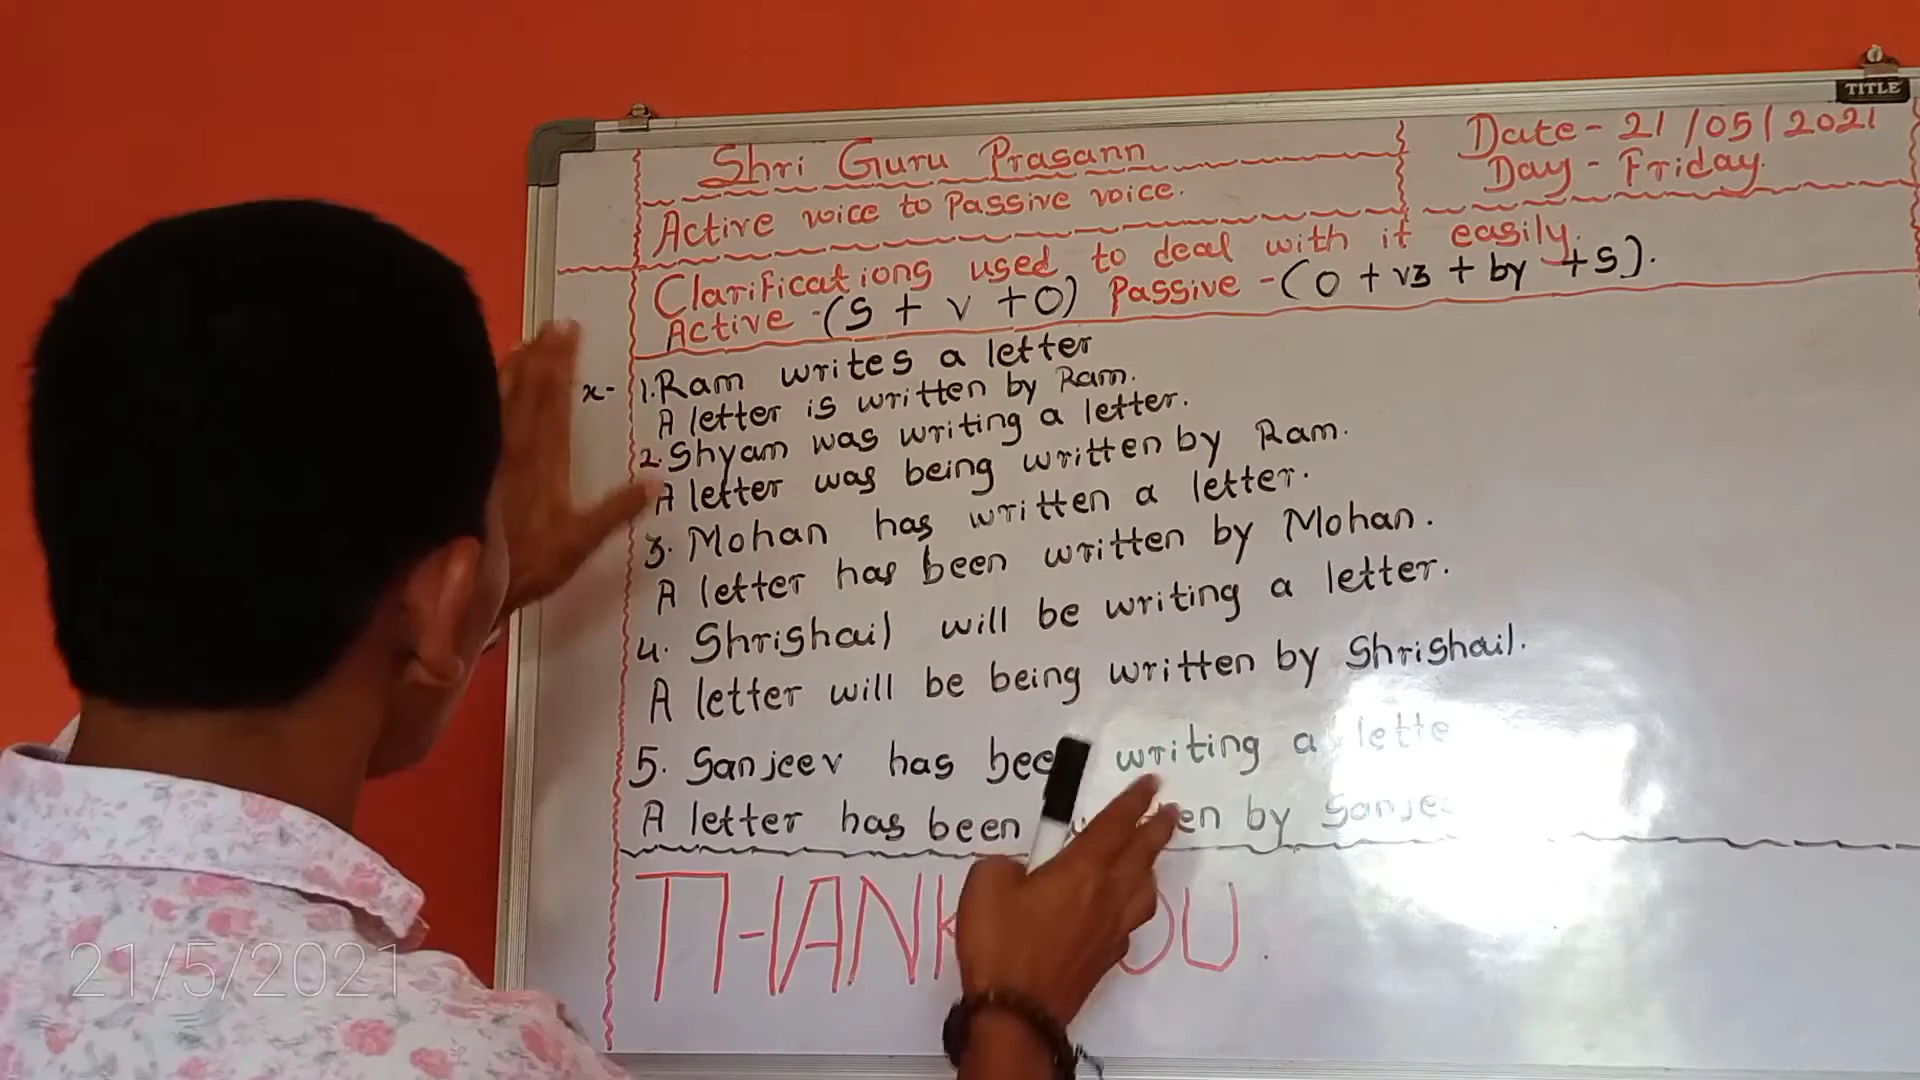 TITLE
Shri Guru Prasann
Date - 21/05/2021
Day - Friday.
Active voice to Passive voice.
Clarifications used to deal with it easily.
Active - (S + V + O) Passive - (O + V3 + by + S).
x- 1. Ram writes a letter
A letter is written by Ram.
2. Shyam was writing a letter.
A letter was being written by Ram.
3. Mohan has written a letter.
A letter has been written by Mohan.
4. Shrishail will be writing a letter.
A letter will be being written by Shrishail.
5. Sanjeev has been writing a lette
A letter has been by Sanjee
THANK
21/5/2021